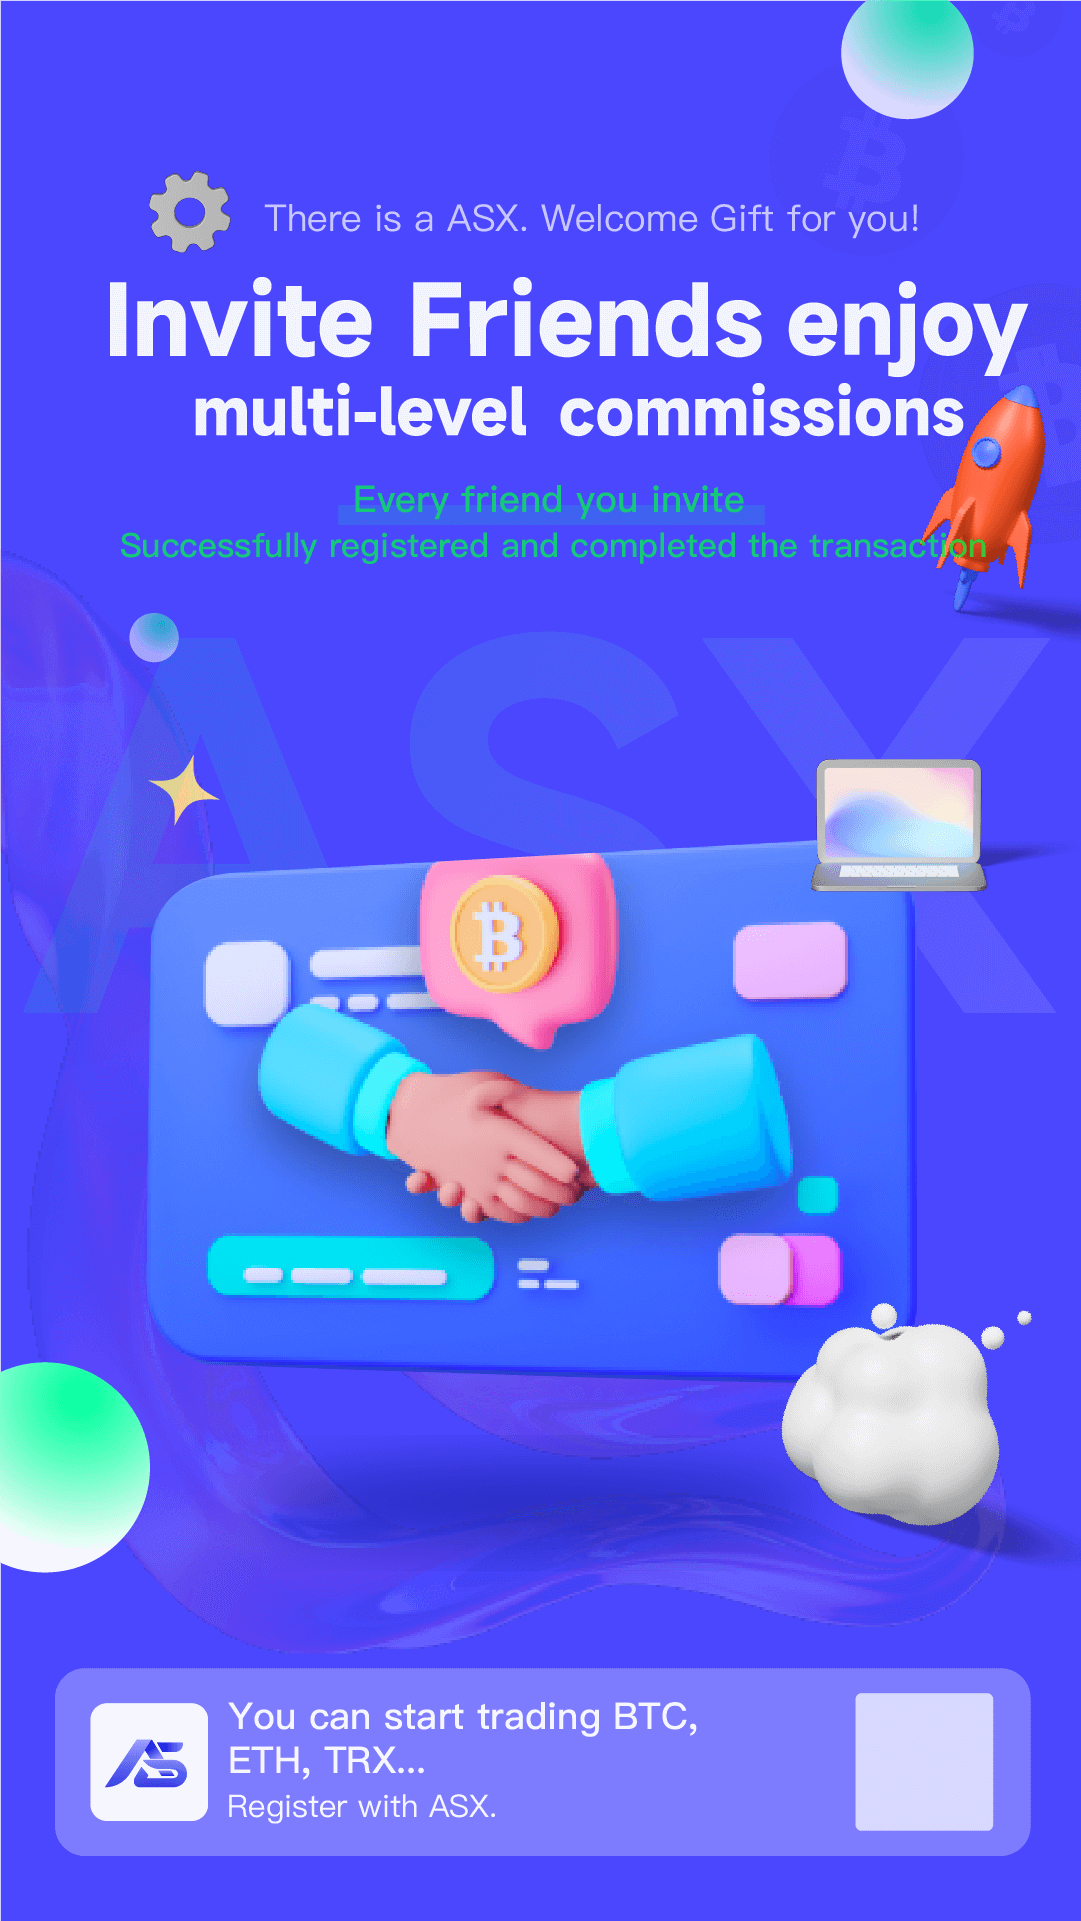 There is a ASX. Welcome Gift for you!
Invite Friends enjoy
multi-level commissions
Every friend you invite
Successfully registered and completed the transaction
ASX
You can start trading BTC,
ETH, TRX...
Register with ASX.